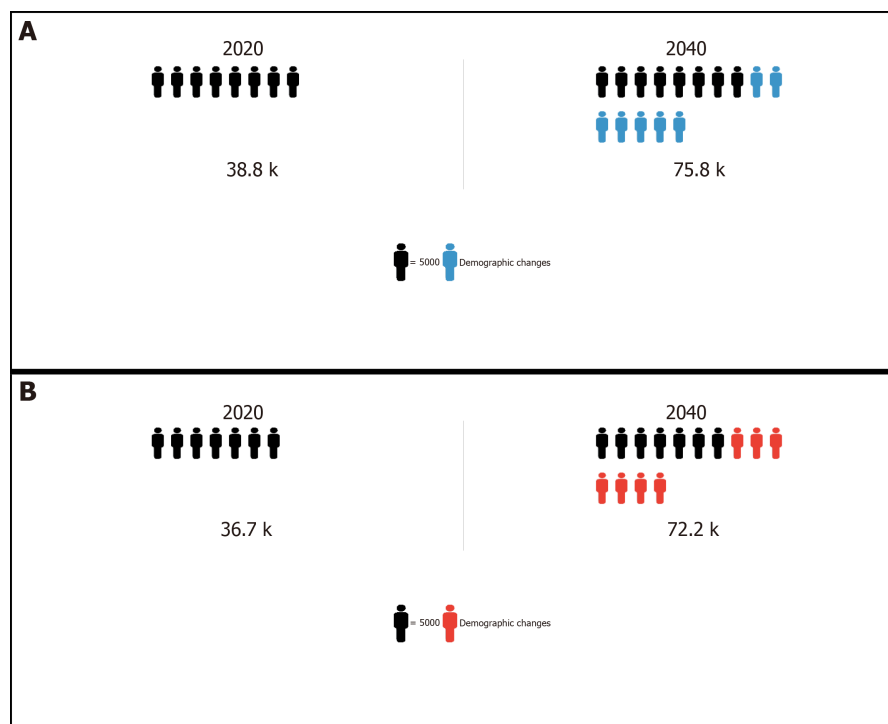 A
2020
2040
38.8 k
75.8 k
= 5000 Demographic changes
B
2020
2040
36.7 k
72.2 k
= 5000 Demographic changes